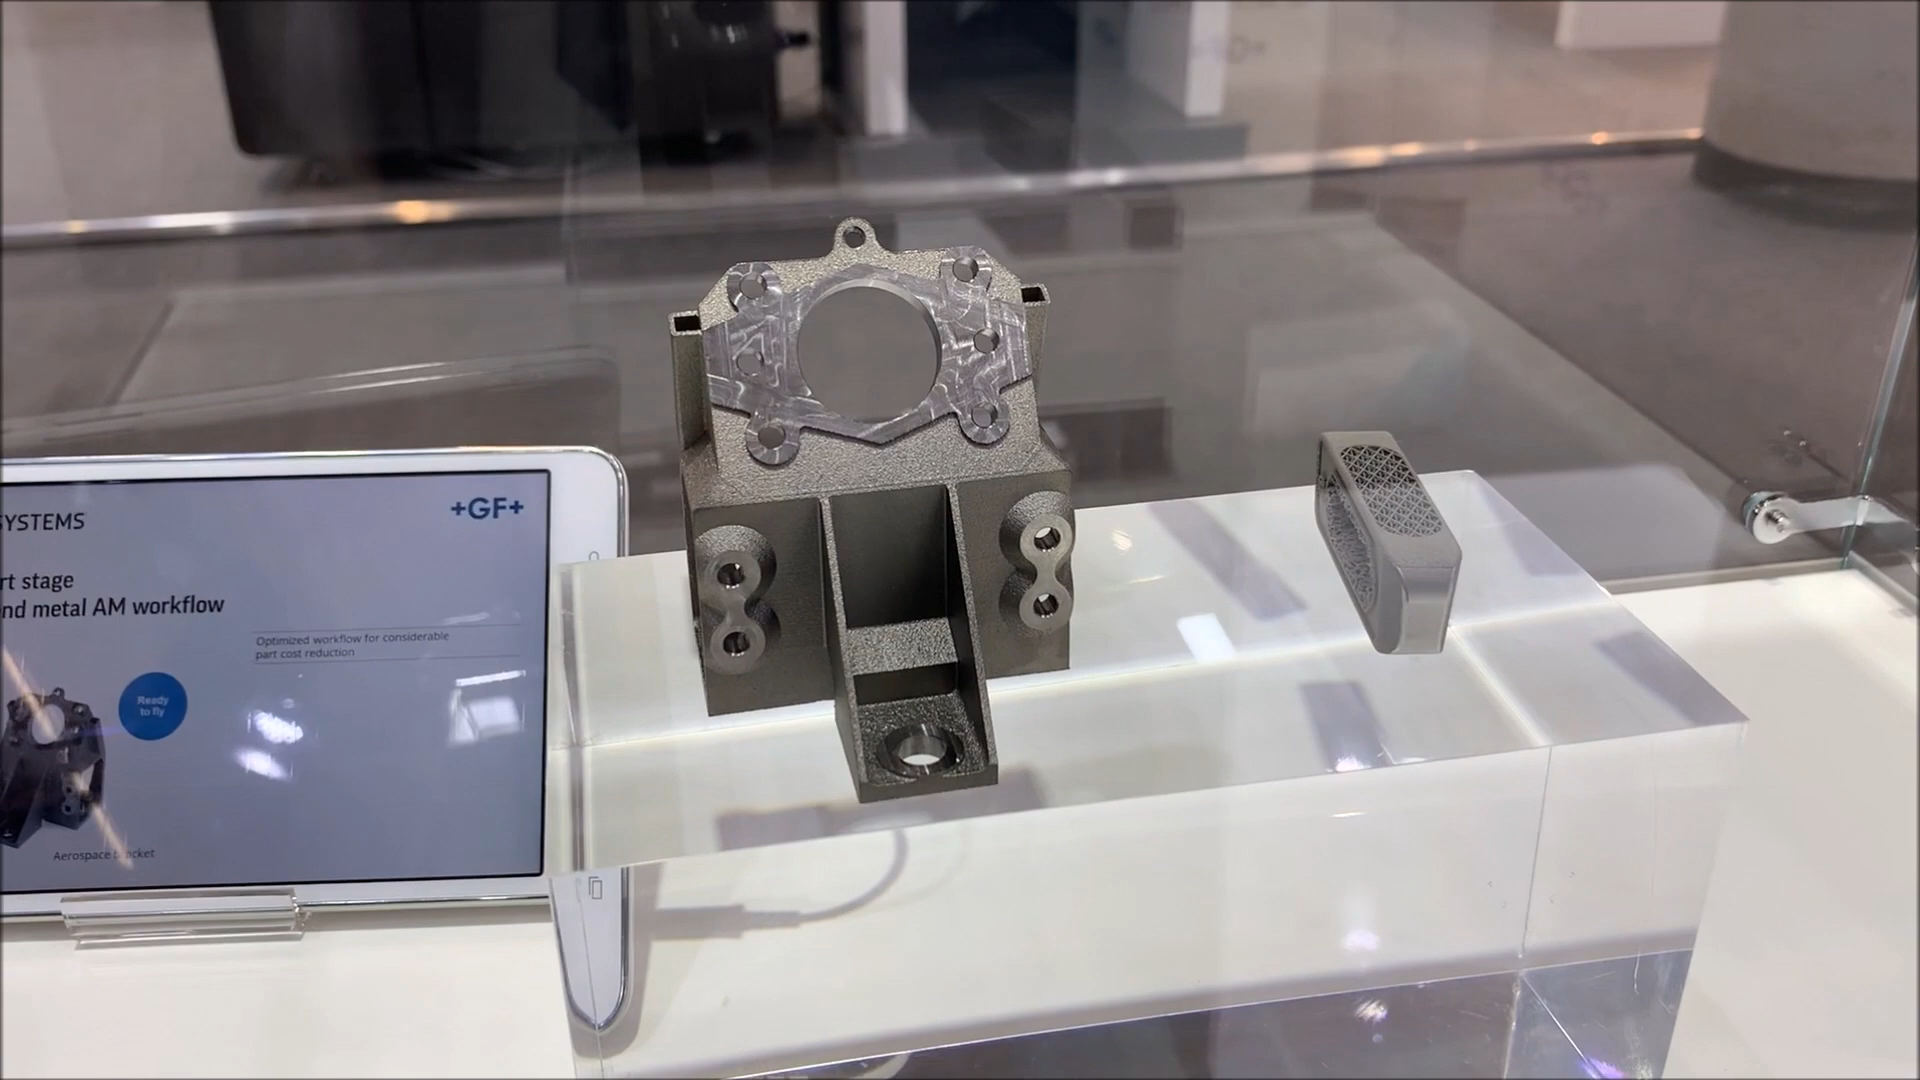 SYSTEMS
+GF+
rt stage
nd metal AM workflow
Optimized workflow for considerable
part cost reduction
Ready
to fly
Aerospace